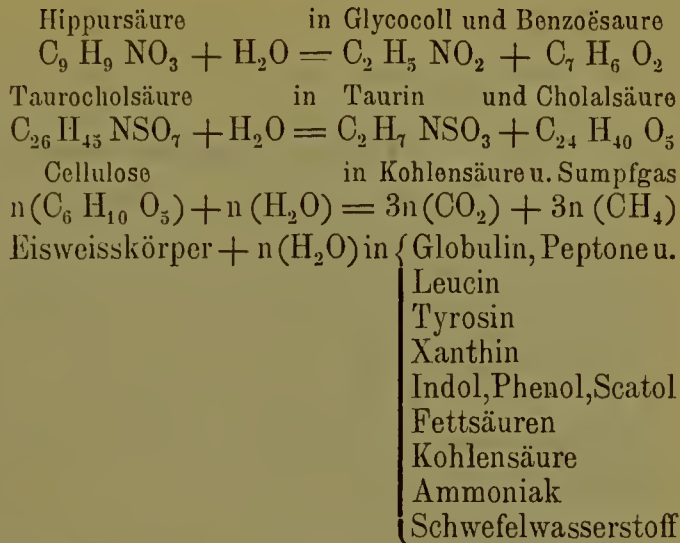 Hippursäure in Glycocoll und Benzoësaure
C₉ H₉ NO₃ + H₂O = C₂ H₅ NO₂ + C₇ H₆ O₂
Taurocholsäure in Taurin und Cholalsäure
C₂₆ H₄₅ NSO₇ + H₂O = C₂ H₇ NSO₃ + C₂₄ H₄₀ O₅
Cellulose in Kohlensäure u. Sumpfgas
n(C₆ H₁₀ O₅) + n (H₂O) = 3n(CO₂) + 3n (CH₄)
Eisweisskörper + n(H₂O) in { Globulin, Peptone u.
Leucin
Tyrosin
Xanthin
Indol, Phenol, Scatol
Fettsäuren
Kohlensäure
Ammoniak
Schwefelwasserstoff